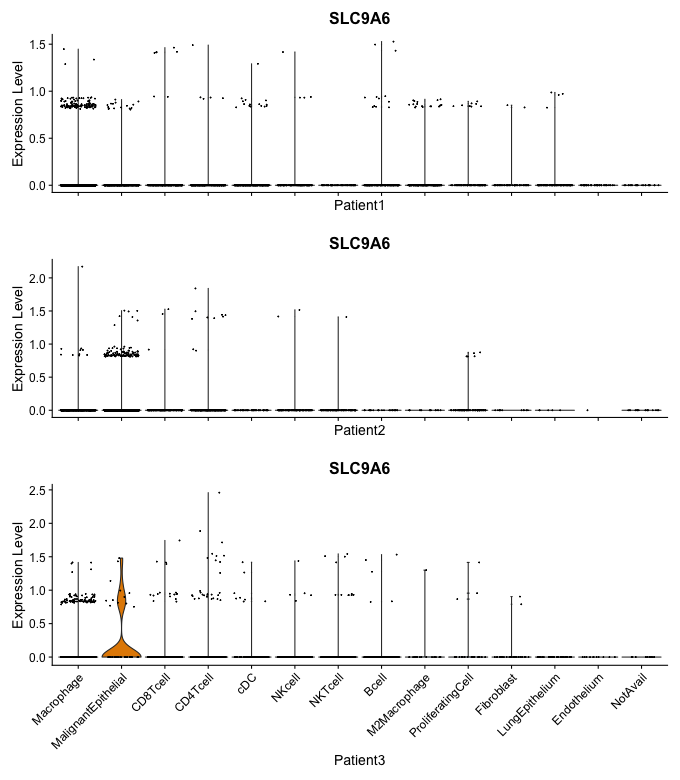 SLC9A6
Expression Level
1.5
1.0
0.5
0.0
Patient1
SLC9A6
Expression Level
2.0
1.5
1.0
0.5
0.0
Patient2
SLC9A6
Expression Level
2.5
2.0
1.5
1.0
0.5
0.0
Macrophage
MalignantEpithelial
CD8Tcell
CD4Tcell
cDC
NKcell
NKTcell
Bcell
M2Macrophage
ProliferatingCell
Fibroblast
LungEpithelium
Endothelium
NotAvail
Patient3